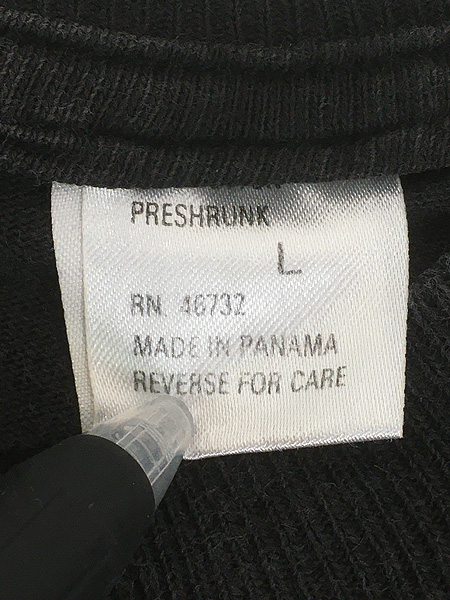 PRESHRUNK
L
RN 46732
MADE IN PANAMA
REVERSE FOR CARE